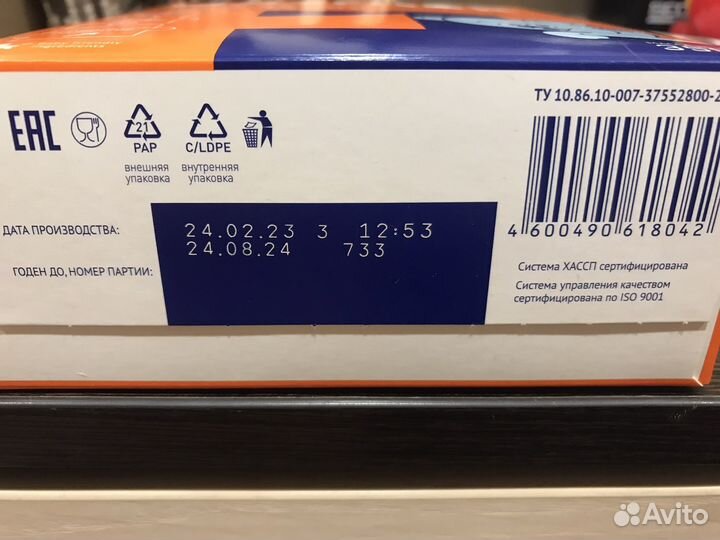 ТУ 10.86.10-007-37552800-2
ЕАС
21
PAP
C/LDPE
внешняя
упаковка
внутренняя
упаковка
ДАТА ПРОИЗВОДСТВА:
24.02.23 3 12:53
ГОДЕН ДО, НОМЕР ПАРТИИ:
24.08.24 733
4 600490 618042
Система ХАССП сертифицирована
Система управления качеством
сертифицирована по ISO 9001
Avito